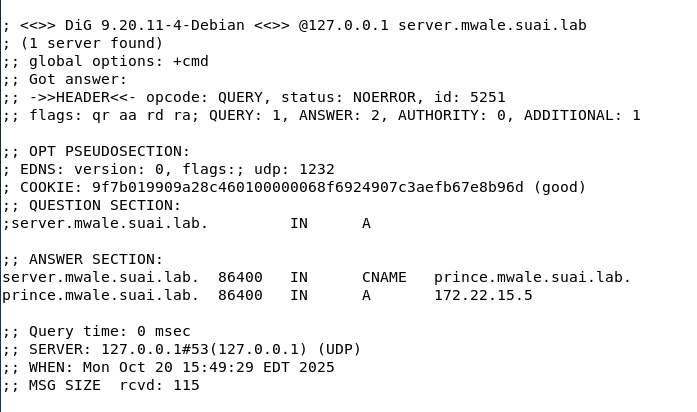 ; <<>> DiG 9.20.11-4-Debian <<>> @127.0.0.1 server.mwale.suai.lab
; (1 server found)
;; global options: +cmd
;; Got answer:
;; ->>HEADER<<- opcode: QUERY, status: NOERROR, id: 5251
;; flags: qr aa rd ra; QUERY: 1, ANSWER: 2, AUTHORITY: 0, ADDITIONAL: 1

;; OPT PSEUDOSECTION:
; EDNS: version: 0, flags:; udp: 1232
; COOKIE: 9f7b019909a28c460100000068f6924907c3aefb67e8b96d (good)
;; QUESTION SECTION:
;server.mwale.suai.lab.		IN	A

;; ANSWER SECTION:
server.mwale.suai.lab.	86400	IN	CNAME	prince.mwale.suai.lab.
prince.mwale.suai.lab.	86400	IN	A	172.22.15.5

;; Query time: 0 msec
;; SERVER: 127.0.0.1#53(127.0.0.1) (UDP)
;; WHEN: Mon Oct 20 15:49:29 EDT 2025
;; MSG SIZE  rcvd: 115